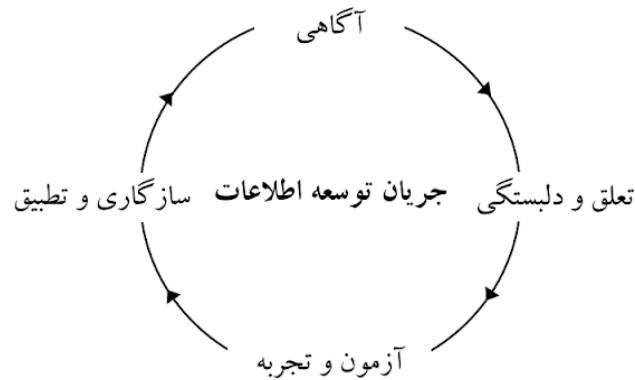 آگاهی
تعلق و دلبستگی
جریان توسعه اطلاعات
سازگاری و تطبیق
آزمون و تجربه